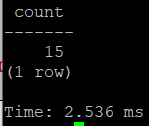 count
-------
15
(1 row)
Time: 2.536 ms